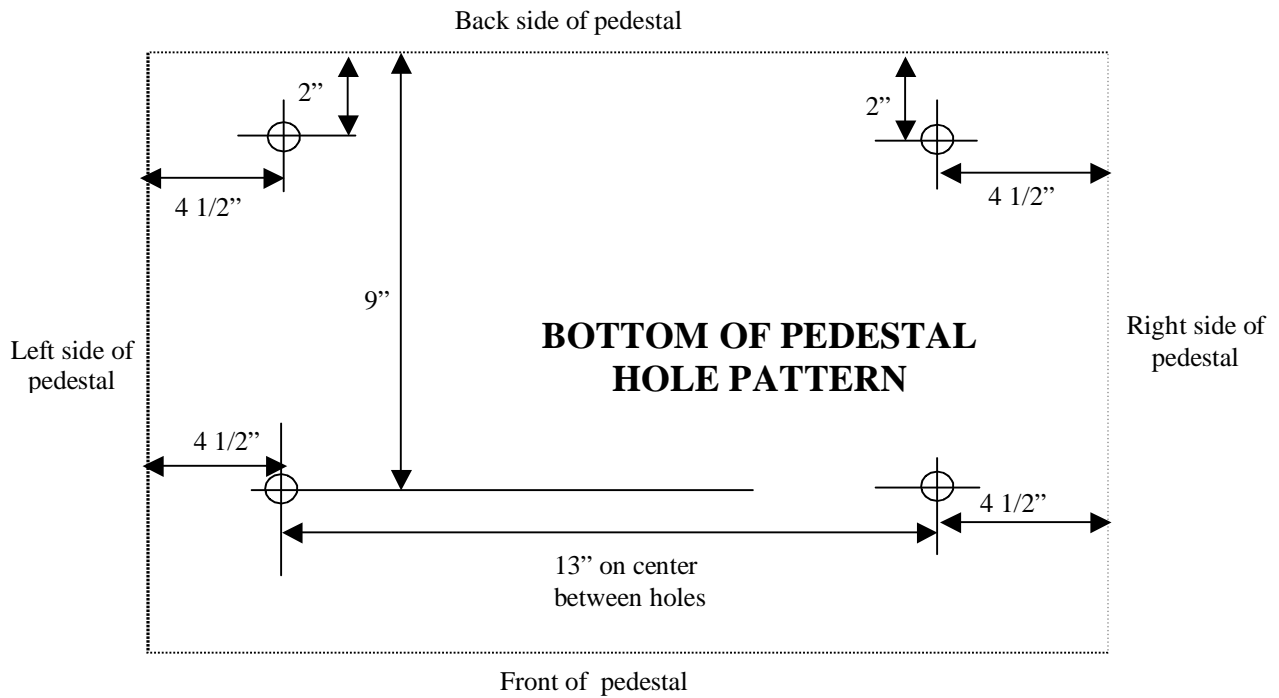 Back side of pedestal
2”
2”
4 1/2”
4 1/2”
9”
BOTTOM OF PEDESTAL
HOLE PATTERN
Left side of
pedestal
Right side of
pedestal
4 1/2”
4 1/2”
13” on center
between holes
Front of pedestal